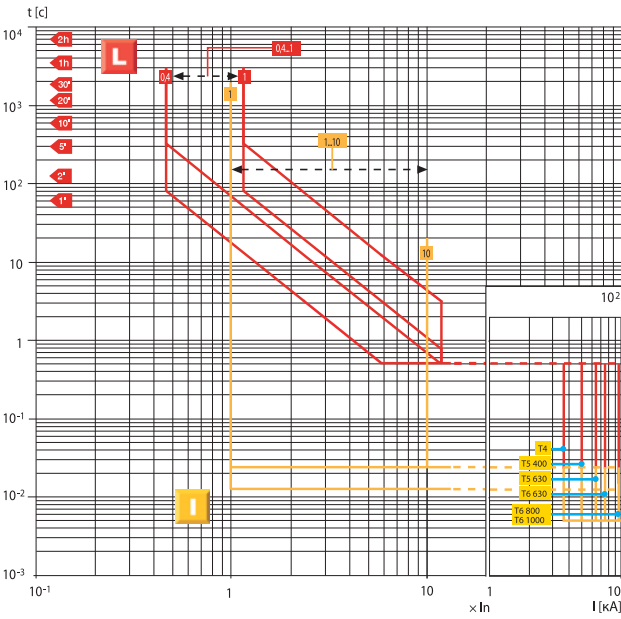 t [c]
10⁴
2h
L
0,4..1
1h
0,4
1
30'
1
10³
20'
10'
1...10
5'
2'
10²
1'
10
10
10²
1
10⁻¹
T4
T5 400
T5 630
10⁻²
I
T6 630
T6 800
T6 1000
10⁻³
10⁻¹
1
10
1
10
× In
I [кА]